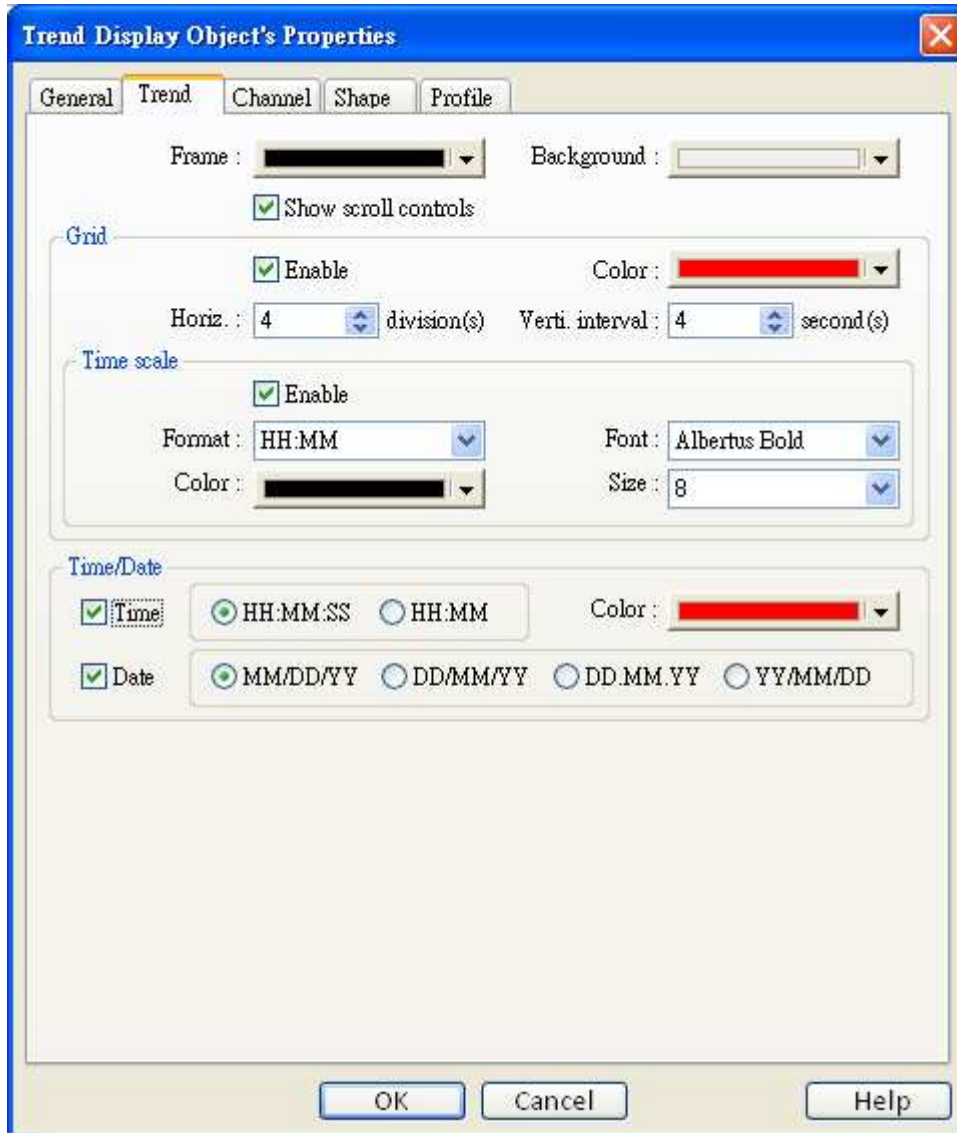 Trend Display Object's Properties
General Trend Channel Shape Profile
Frame : Background :
Show scroll controls
Grid
Enable Color :
Horiz. : 4 division(s) Verti. interval : 4 second(s)
Time scale
Enable
Format : HH:MM Font : Albertus Bold
Color : Size : 8
Time/Date
Time HH:MM:SS HH:MM Color :
Date MM/DD/YY DD/MM/YY DD.MM.YY YY/MM/DD
OK Cancel Help